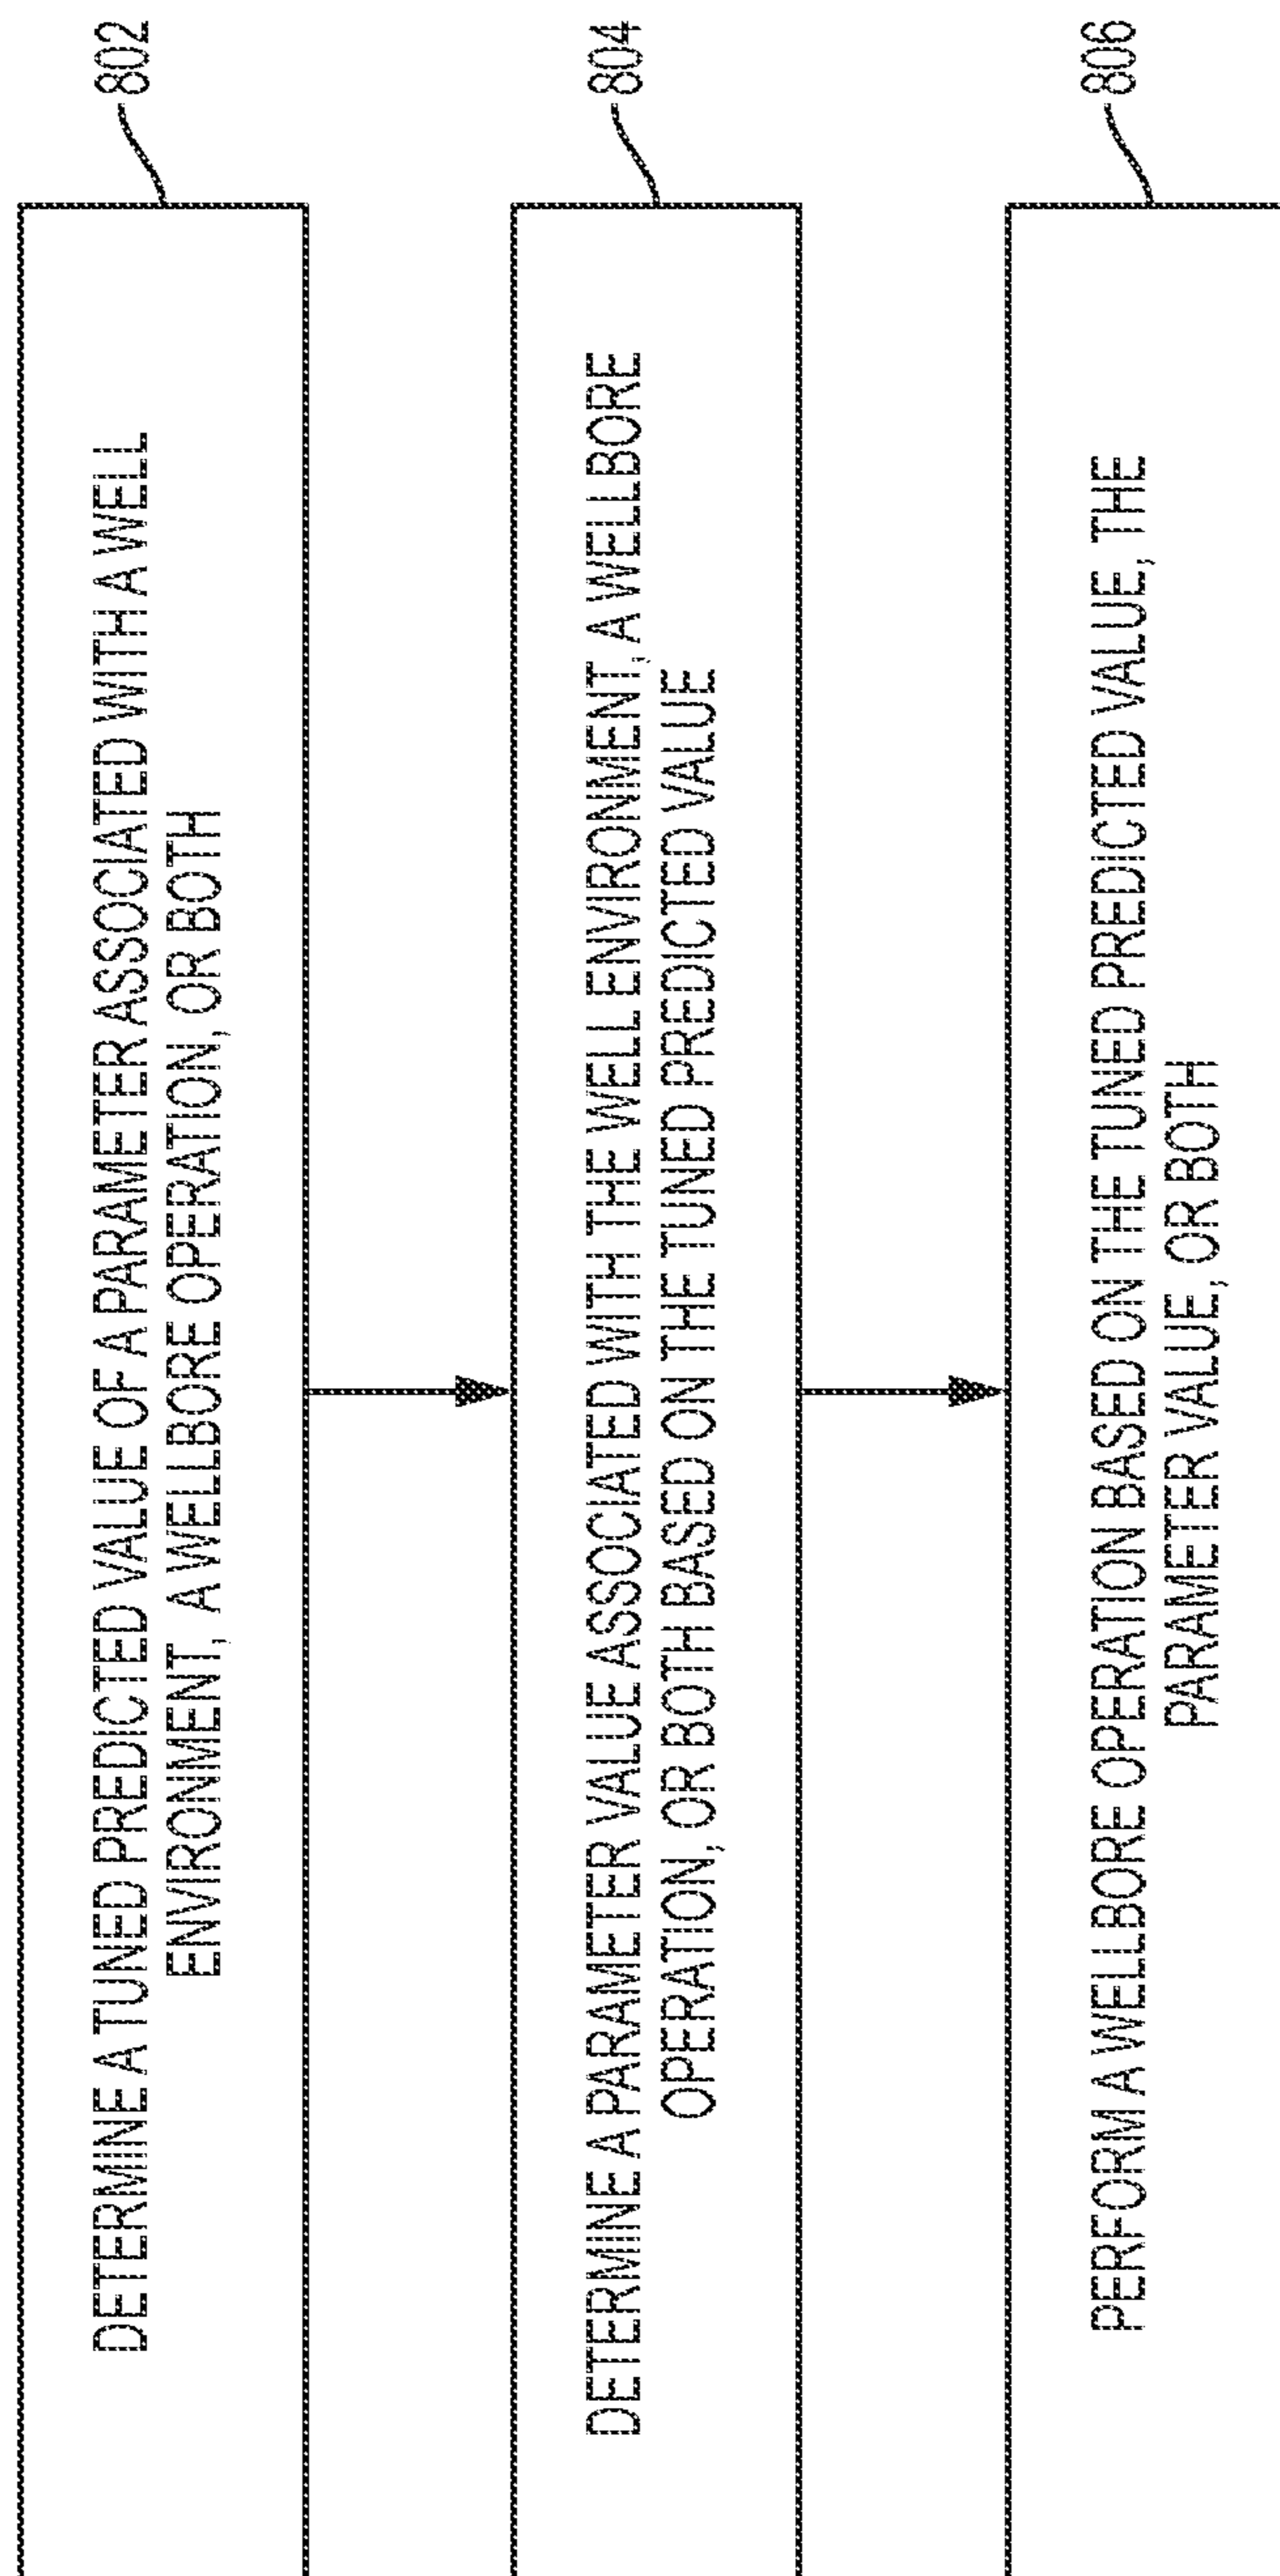 802
DETERMINE A TUNED PREDICTED VALUE OF A PARAMETER ASSOCIATED WITH A WELL
ENVIRONMENT, A WELLBORE OPERATION, OR BOTH
804
DETERMINE A PARAMETER VALUE ASSOCIATED WITH THE WELL ENVIRONMENT, A WELLBORE
OPERATION, OR BOTH BASED ON THE TUNED PREDICTED VALUE
806
PERFORM A WELLBORE OPERATION BASED ON THE TUNED PREDICTED VALUE, THE
PARAMETER VALUE, OR BOTH